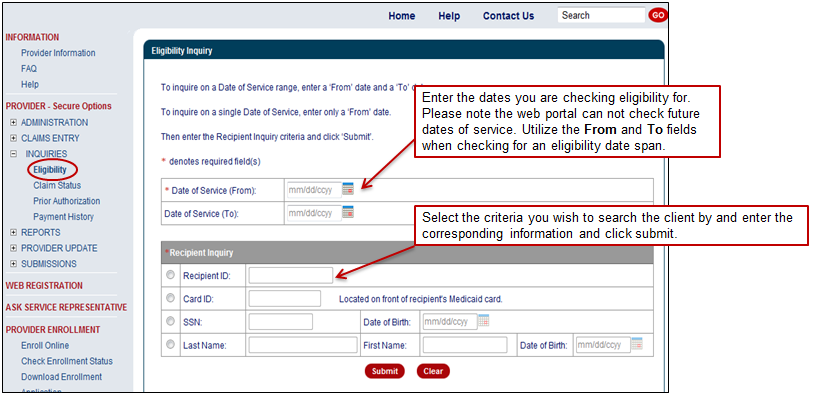 Home Help Contact Us Search GO
INFORMATION
Provider Information
FAQ
Help
PROVIDER - Secure Options
ADMINISTRATION
CLAIMS ENTRY
INQUIRIES
Eligibility
Claim Status
Prior Authorization
Payment History
REPORTS
PROVIDER UPDATE
SUBMISSIONS
WEB REGISTRATION
ASK SERVICE REPRESENTATIVE
PROVIDER ENROLLMENT
Enroll Online
Check Enrollment Status
Download Enrollment
Eligibility Inquiry
To inquire on a Date of Service range, enter a 'From' date and a 'To'
To inquire on a single Date of Service, enter only a 'From' date.
Then enter the Recipient Inquiry criteria and click 'Submit'.
* denotes required field(s)
Enter the dates you are checking eligibility for.
Please note the web portal can not check future
dates of service. Utilize the From and To fields
when checking for an eligibility date span.
* Date of Service (From): mm/dd/ccyy
Date of Service (To): mm/dd/ccyy
Select the criteria you wish to search the client by and enter the
corresponding information and click submit.
* Recipient Inquiry
Recipient ID:
Card ID: Located on front of recipient's Medicaid card.
SSN: Date of Birth: mm/dd/ccyy
Last Name: First Name: Date of Birth: mm/dd/ccyy
Submit Clear